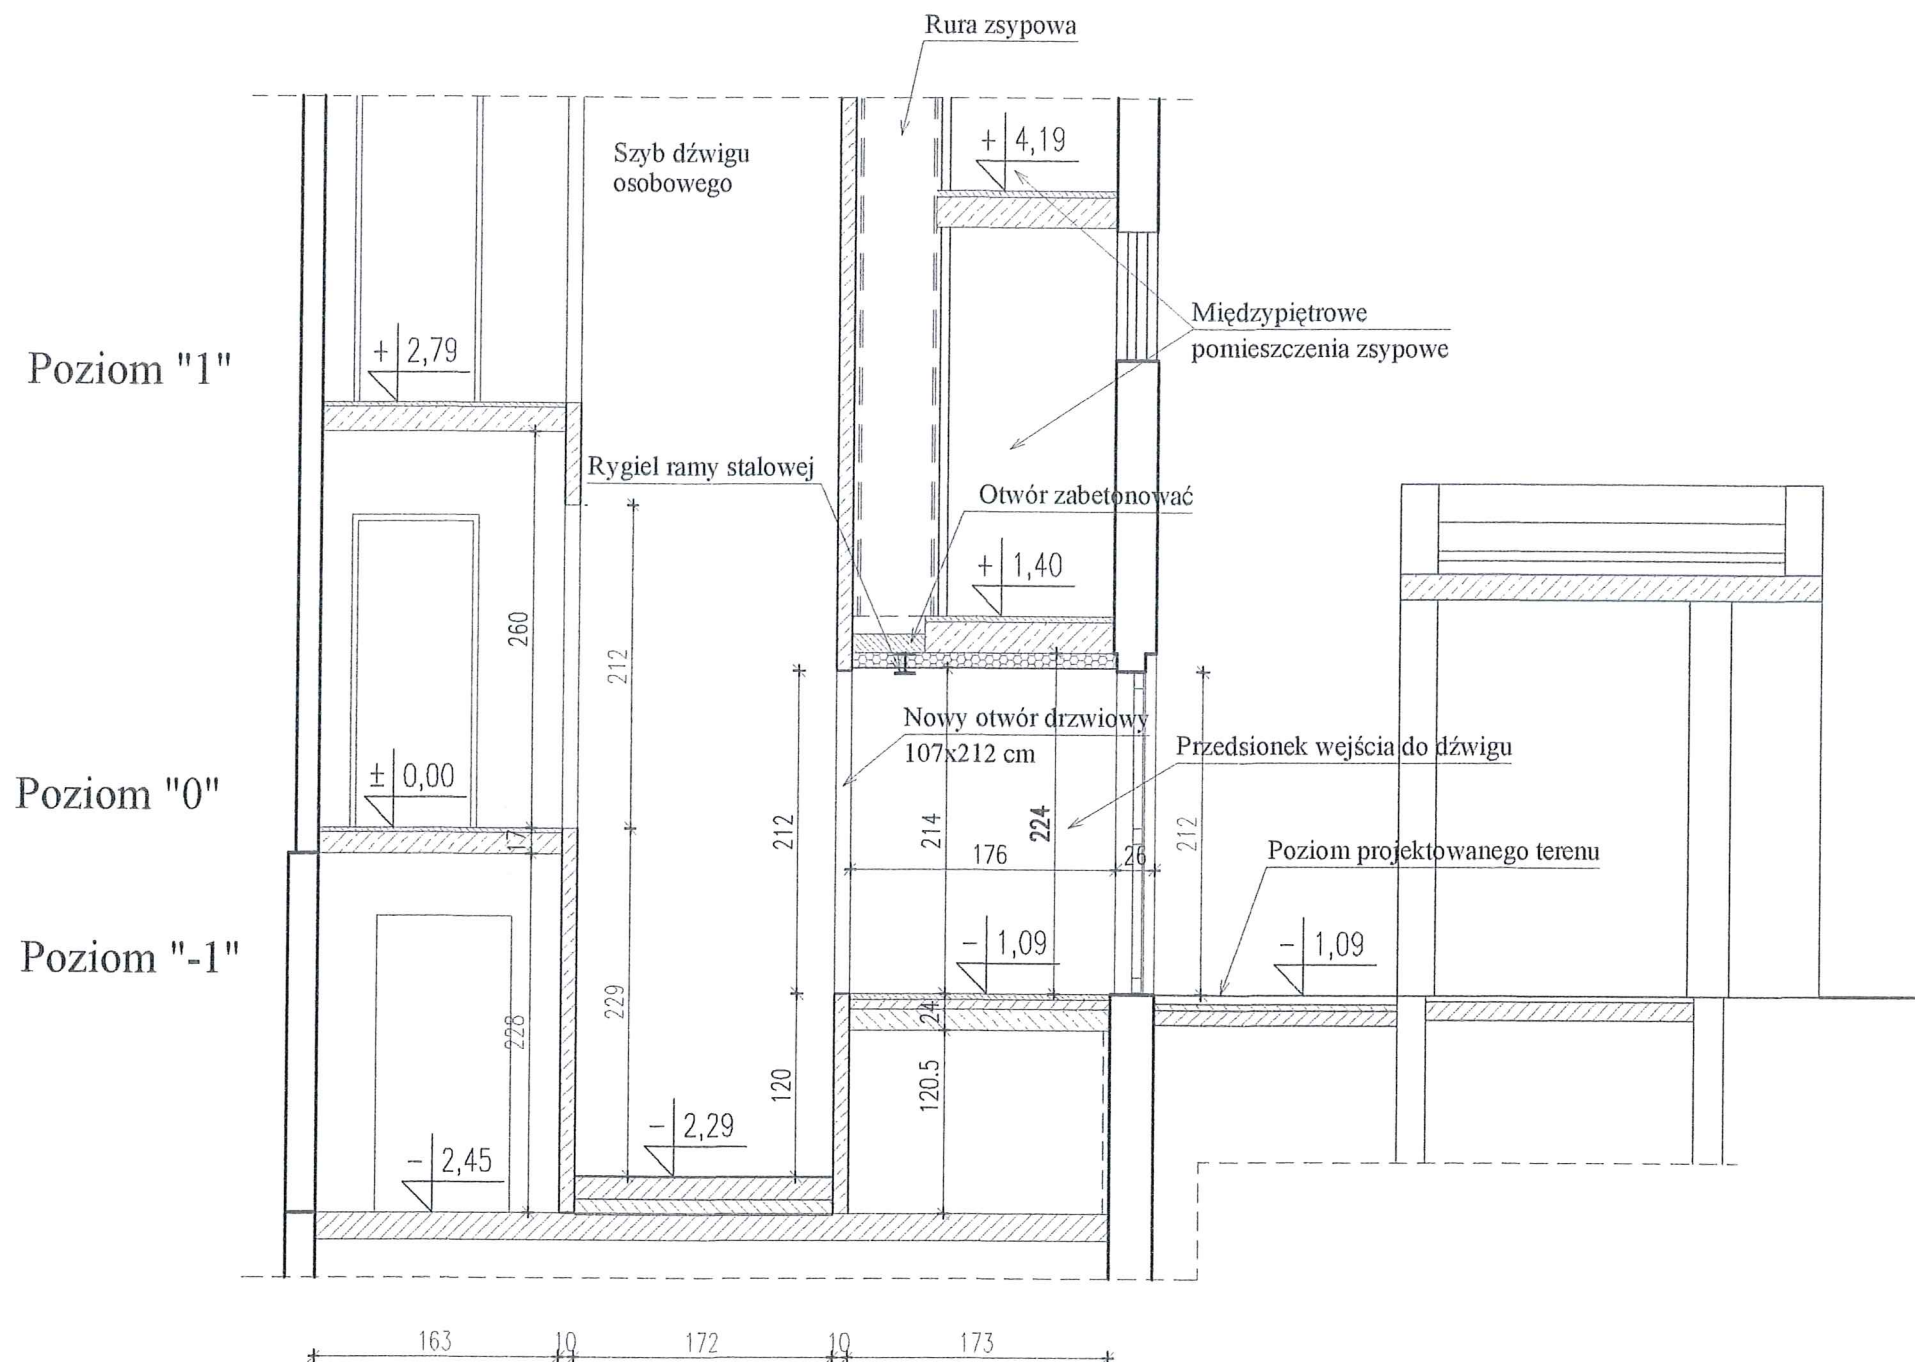 Rura zsypowa
Szyb dźwigu
osobowego
+ 4,19
Międzypiętrowe
pomieszczenia zsypowe
Poziom "1"
+ 2,79
Rygiel ramy stalowej
Otwór zabetonować
+ 1,40
260
212
Nowy otwór drzwiowy
107x212 cm
Przedsionek wejścia do dźwigu
Poziom "0"
± 0,00
17
212
214
224
212
176
26
Poziom projektowanego terenu
Poziom "-1"
- 1,09
- 1,09
229
228
24
120
120.5
- 2,29
- 2,45
163
10
172
10
173